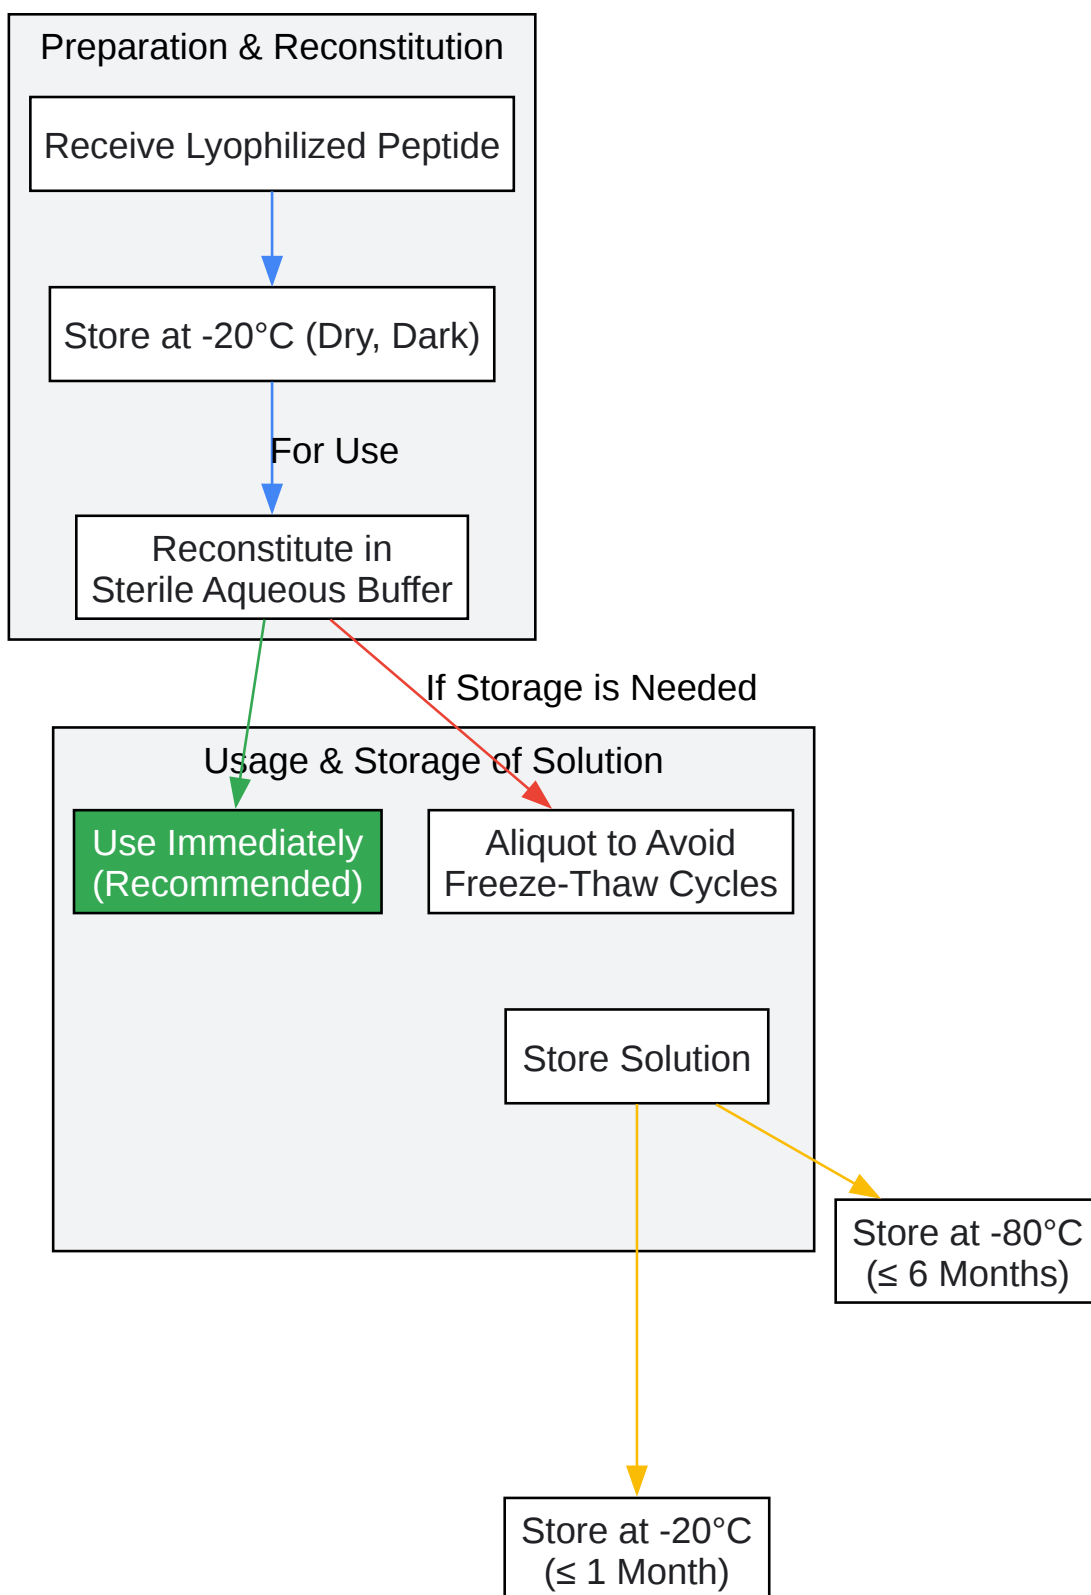 Preparation & Reconstitution
Receive Lyophilized Peptide
Store at -20°C (Dry, Dark)
For Use
Reconstitute in
Sterile Aqueous Buffer
If Storage is Needed
Usage & Storage of Solution
Use Immediately
(Recommended)
Aliquot to Avoid
Freeze-Thaw Cycles
Store Solution
Store at -80°C
(≤ 6 Months)
Store at -20°C
(≤ 1 Month)